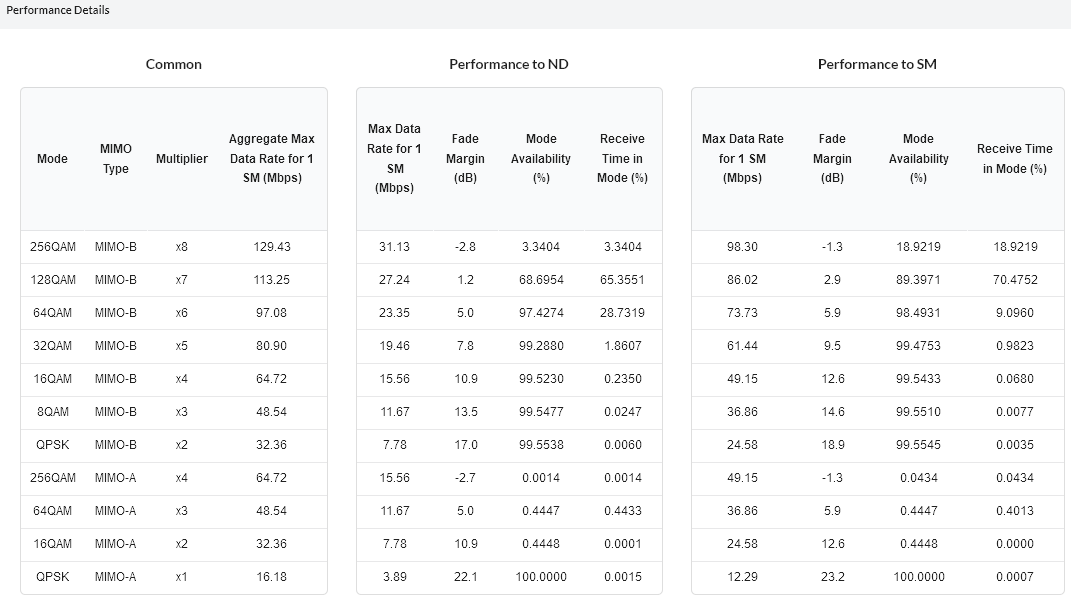 Performance Details
Common
Performance to ND
Performance to SM
Mode MIMO Type Multiplier Aggregate Max Data Rate for 1 SM (Mbps) Max Data Rate for 1 SM (Mbps) Fade Margin (dB) Mode Availability (%) Receive Time in Mode (%) Max Data Rate for 1 SM (Mbps) Fade Margin (dB) Mode Availability (%) Receive Time in Mode (%)
256QAM MIMO-B x8 129.43 31.13 -2.8 3.3404 3.3404 98.30 -1.3 18.9219 18.9219
128QAM MIMO-B x7 113.25 27.24 1.2 68.6954 65.3551 86.02 2.9 89.3971 70.4752
64QAM MIMO-B x6 97.08 23.35 5.0 97.4274 28.7319 73.73 5.9 98.4931 9.0960
32QAM MIMO-B x5 80.90 19.46 7.8 99.2880 1.8607 61.44 9.5 99.4753 0.9823
16QAM MIMO-B x4 64.72 15.56 10.9 99.5230 0.2350 49.15 12.6 99.5433 0.0680
8QAM MIMO-B x3 48.54 11.67 13.5 99.5477 0.0247 36.86 14.6 99.5510 0.0077
QPSK MIMO-B x2 32.36 7.78 17.0 99.5538 0.0060 24.58 18.9 99.5545 0.0035
256QAM MIMO-A x4 64.72 15.56 -2.7 0.0014 0.0014 49.15 -1.3 0.0434 0.0434
64QAM MIMO-A x3 48.54 11.67 5.0 0.4447 0.4433 36.86 5.9 0.4447 0.4013
16QAM MIMO-A x2 32.36 7.78 10.9 0.4448 0.0001 24.58 12.6 0.4448 0.0000
QPSK MIMO-A x1 16.18 3.89 22.1 100.0000 0.0015 12.29 23.2 100.0000 0.0007